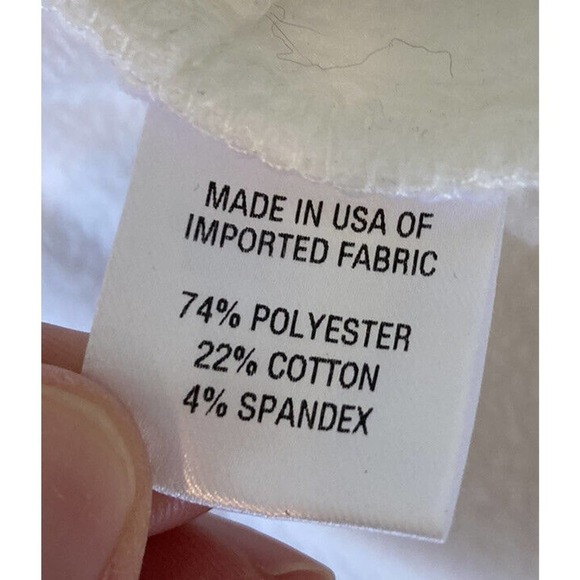 MADE IN USA OF
IMPORTED FABRIC
74% POLYESTER
22% COTTON
4% SPANDEX